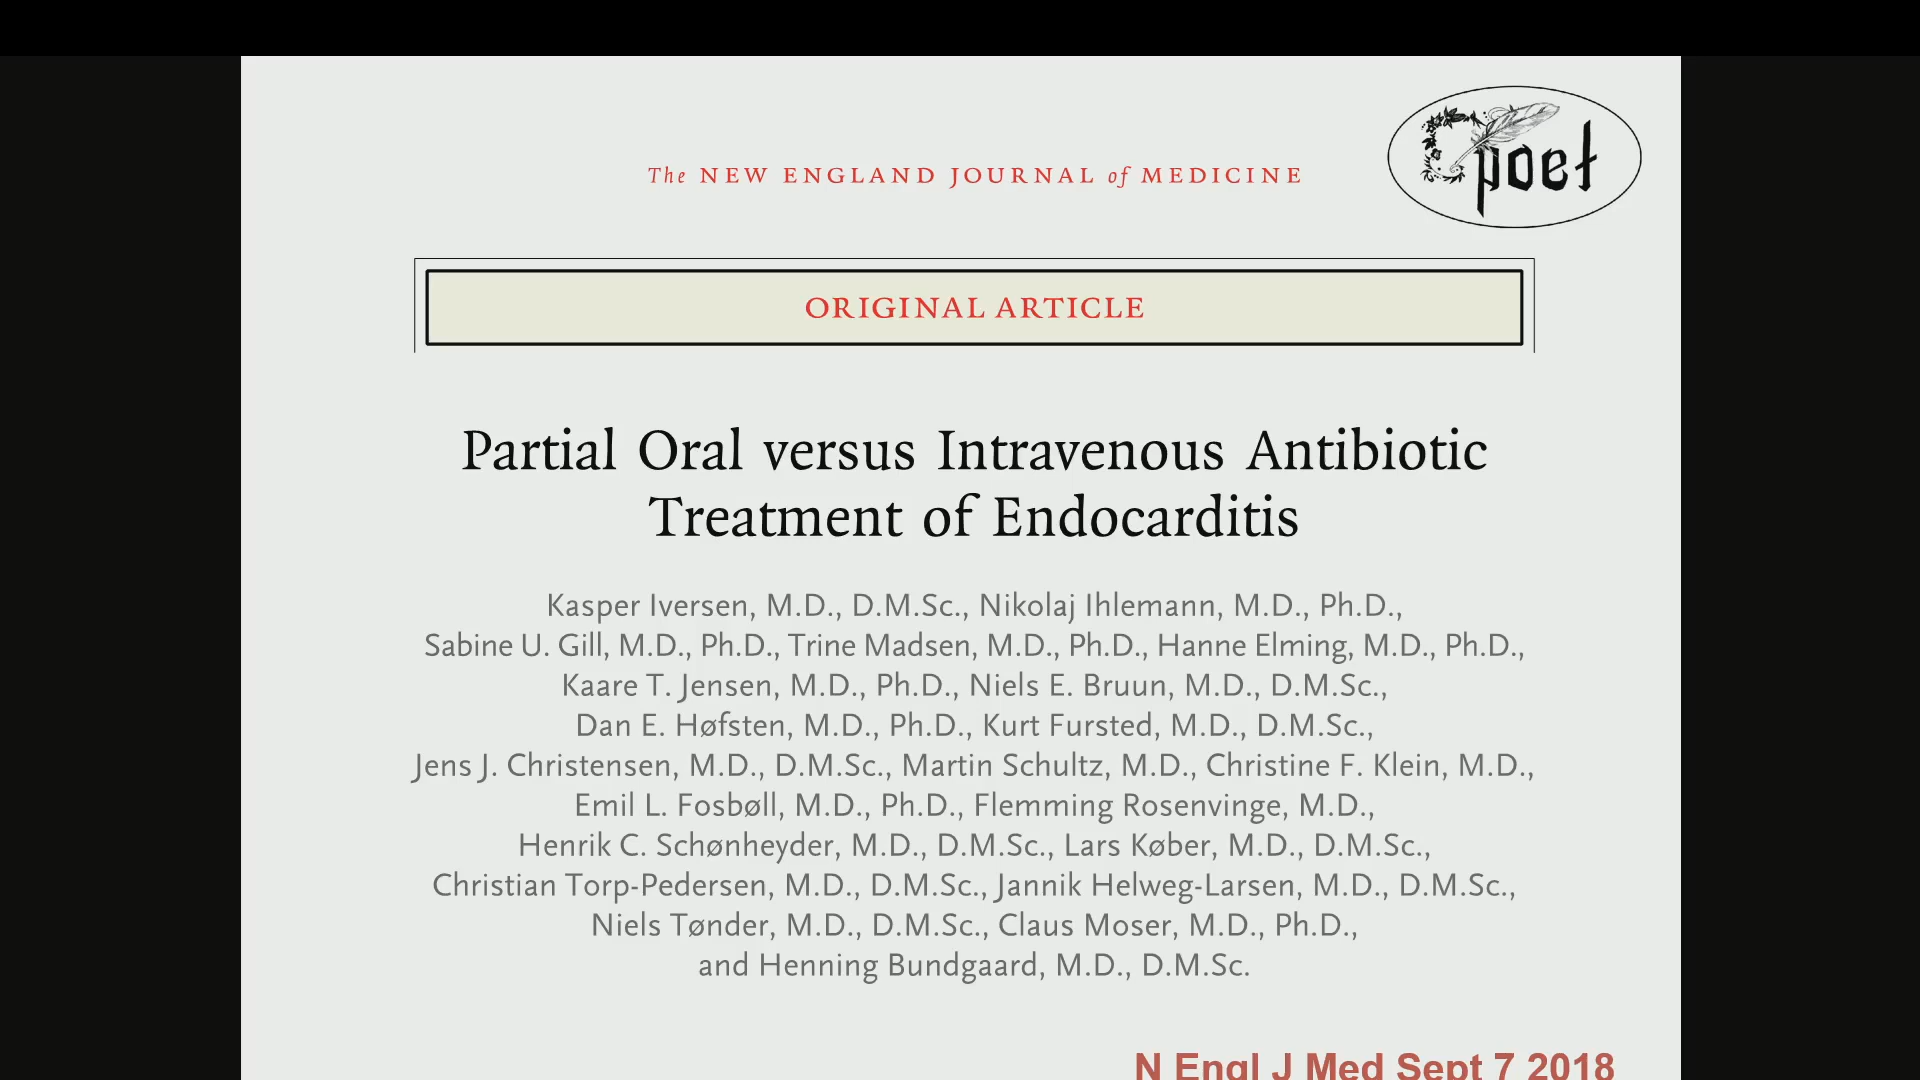 poet
The NEW ENGLAND JOURNAL of MEDICINE
ORIGINAL ARTICLE
Partial Oral versus Intravenous Antibiotic
Treatment of Endocarditis
Kasper Iversen, M.D., D.M.Sc., Nikolaj Ihlemann, M.D., Ph.D.,
Sabine U. Gill, M.D., Ph.D., Trine Madsen, M.D., Ph.D., Hanne Elming, M.D., Ph.D.,
Kaare T. Jensen, M.D., Ph.D., Niels E. Bruun, M.D., D.M.Sc.,
Dan E. Høfsten, M.D., Ph.D., Kurt Fursted, M.D., D.M.Sc.,
Jens J. Christensen, M.D., D.M.Sc., Martin Schultz, M.D., Christine F. Klein, M.D.,
Emil L. Fosbøll, M.D., Ph.D., Flemming Rosenvinge, M.D.,
Henrik C. Schønheyder, M.D., D.M.Sc., Lars Køber, M.D., D.M.Sc.,
Christian Torp-Pedersen, M.D., D.M.Sc., Jannik Helweg-Larsen, M.D., D.M.Sc.,
Niels Tønder, M.D., D.M.Sc., Claus Moser, M.D., Ph.D.,
and Henning Bundgaard, M.D., D.M.Sc.
N Engl J Med Sept 7 2018